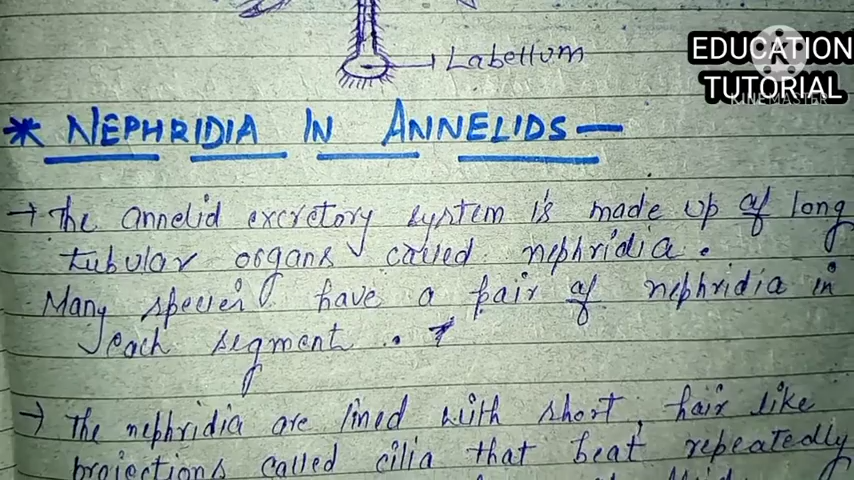 Labellum
EDUCATION
TUTORIAL
KINEMASTER
* NEPHRIDIA IN ANNELIDS —
→ The annelid excretory system is made up of long
tubular organs called nephridia.
Many species have a pair of nephridia in
each segment.
→ The nephridia are lined with short, hair like
projections called cilia that beat repeatedly